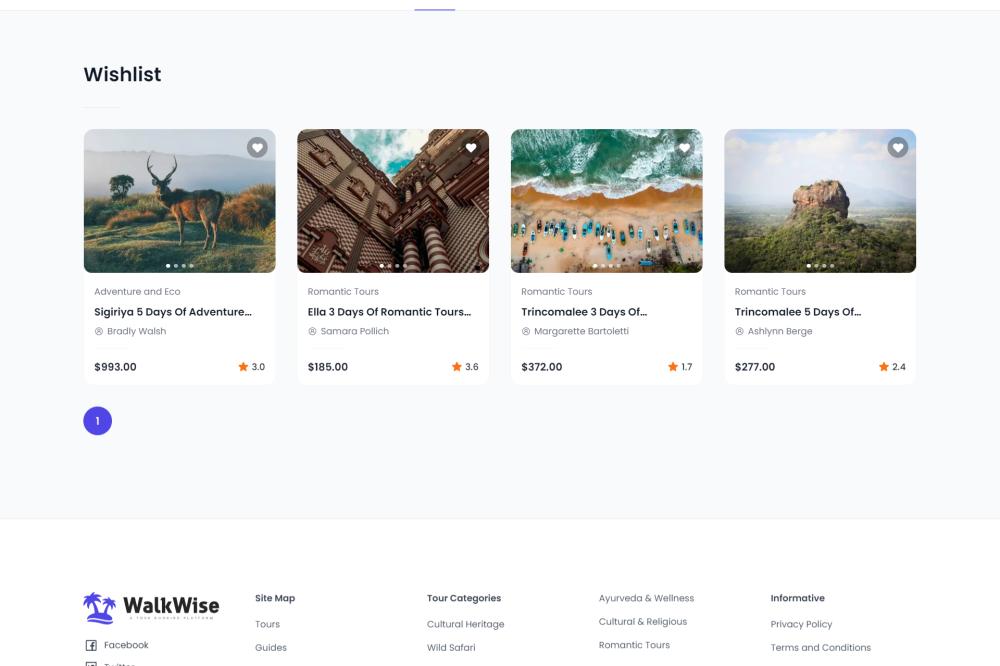 Wishlist
Adventure and Eco
Sigiriya 5 Days Of Adventure...
Bradly Walsh
$993.00
3.0
Romantic Tours
Ella 3 Days Of Romantic Tours...
Samara Pollich
$185.00
3.6
Romantic Tours
Trincomalee 3 Days Of...
Margarette Bartoletti
$372.00
1.7
Romantic Tours
Trincomalee 5 Days Of...
Ashlynn Berge
$277.00
2.4
1
WalkWise
A TOUR BOOKING PLATFORM
Facebook
Twitter
Site Map
Tours
Guides
Tour Categories
Cultural Heritage
Wild Safari
Ayurveda & Wellness
Cultural & Religious
Romantic Tours
Informative
Privacy Policy
Terms and Conditions